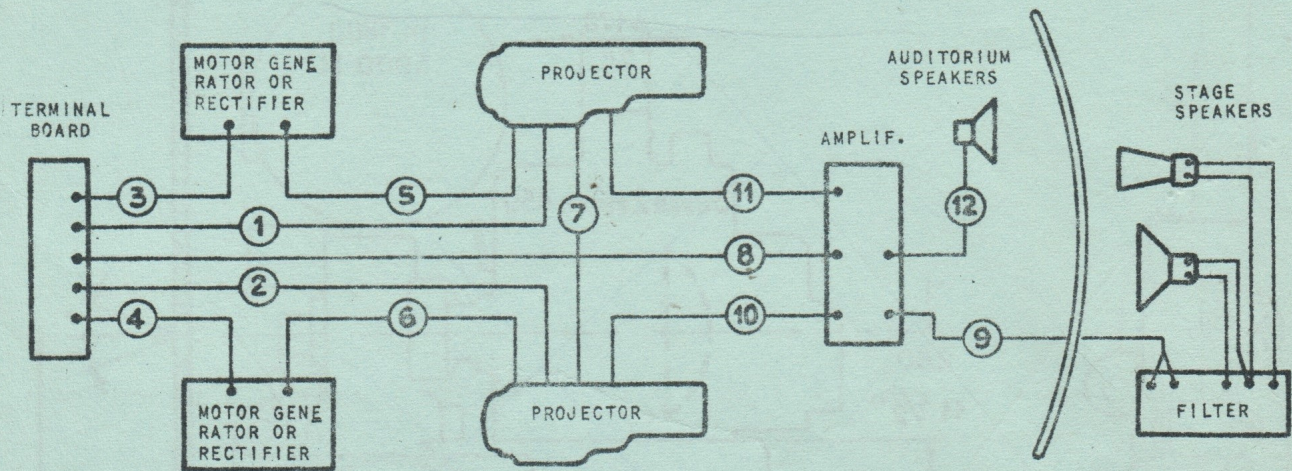 TERMINAL
BOARD
MOTOR GENE
RATOR OR
RECTIFIER
PROJECTOR
AUDITORIUM
SPEAKERS
STAGE
SPEAKERS
AMPLIF.
3
5
7
11
12
1
8
2
4
6
10
9
MOTOR GENE
RATOR OR
RECTIFIER
PROJECTOR
FILTER